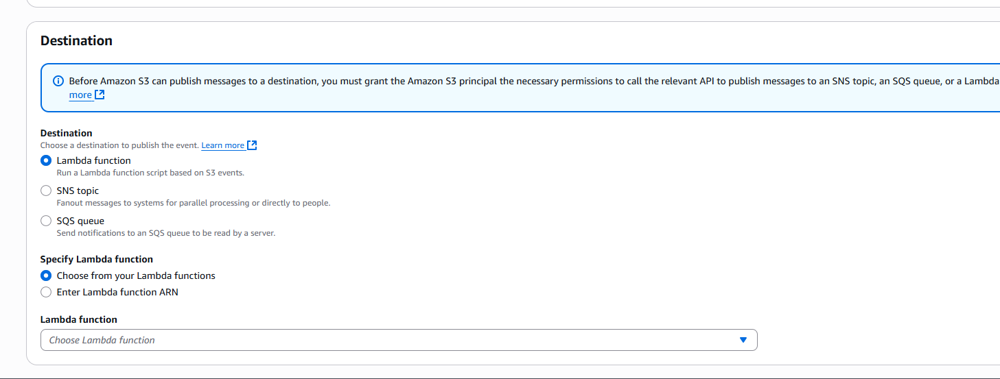 Destination
Before Amazon S3 can publish messages to a destination, you must grant the Amazon S3 principal the necessary permissions to call the relevant API to publish messages to an SNS topic, an SQS queue, or a Lambda
more
Destination
Choose a destination to publish the event. Learn more
Lambda function
Run a Lambda function script based on S3 events.
SNS topic
Fanout messages to systems for parallel processing or directly to people.
SQS queue
Send notifications to an SQS queue to be read by a server.
Specify Lambda function
Choose from your Lambda functions
Enter Lambda function ARN
Lambda function
Choose Lambda function